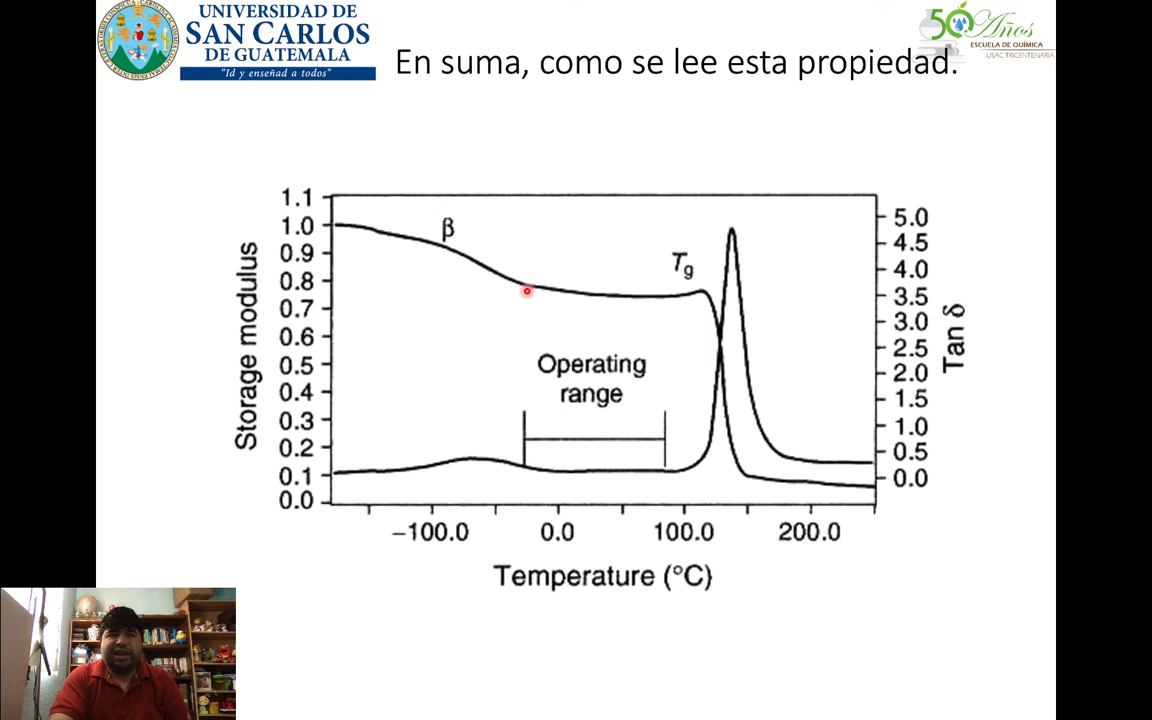 UNIVERSIDAD DE
SAN CARLOS
DE GUATEMALA
"Id y enseñad a todos"
50 Años
ESCUELA DE QUÍMICA
USAC TRICENTENARIA
En suma, como se lee esta propiedad.
1.1
1.0
0.9
0.8
0.7
0.6
0.5
0.4
0.3
0.2
0.1
0.0
Storage modulus
β
Tg
Operating
range
5.0
4.5
4.0
3.5
3.0
2.5
2.0
1.5
1.0
0.5
0.0
Tan δ
−100.0 0.0 100.0 200.0
Temperature (°C)